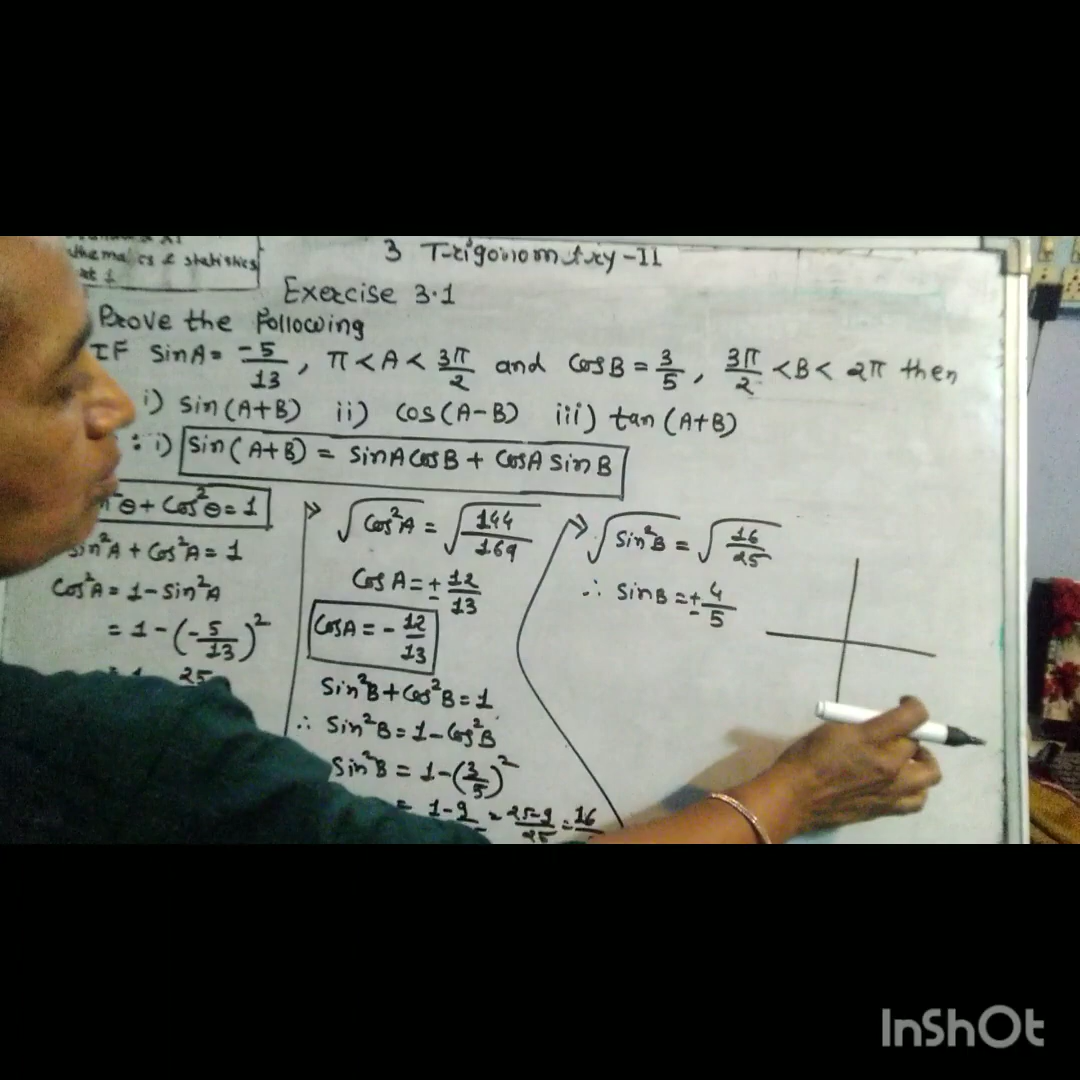 3 Trigonometry-II
thematics & statistics
Exercise 3.1
Prove the Following
IF sinA= -5/13, π<A<3π/2 and cosB=3/5, 3π/2<B<2π then
i) sin(A+B) ii) cos(A-B) iii) tan(A+B)
: i) sin(A+B) = sinAcosB + cosA sinB
θ+cos²θ=1
sin²A+cos²A=1
cos²A=1-sin²A
=1-(-5/13)²
25
√cos²A = √144/169
cosA=±12/13
cosA=-12/13
sin²B+cos²B=1
∴ sin²B=1-cos²B
sin²B=1-(3/5)²
= 1-9 = 25-9/25 = 16
√sin²B = √16/25
∴ sinB=±4/5
InShOt